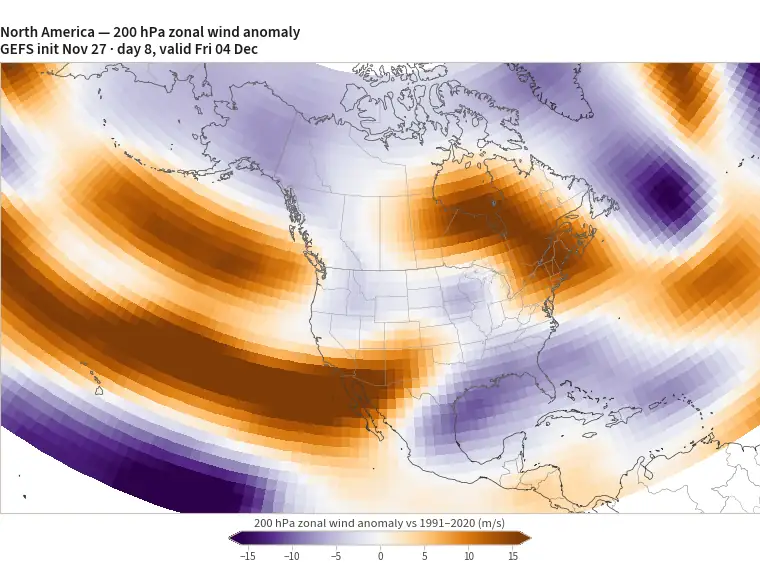 North America — 200 hPa zonal wind anomaly
GEFS init Nov 27 · day 8, valid Fri 04 Dec
200 hPa zonal wind anomaly vs 1991–2020 (m/s)
−15 −10 −5 0 5 10 15